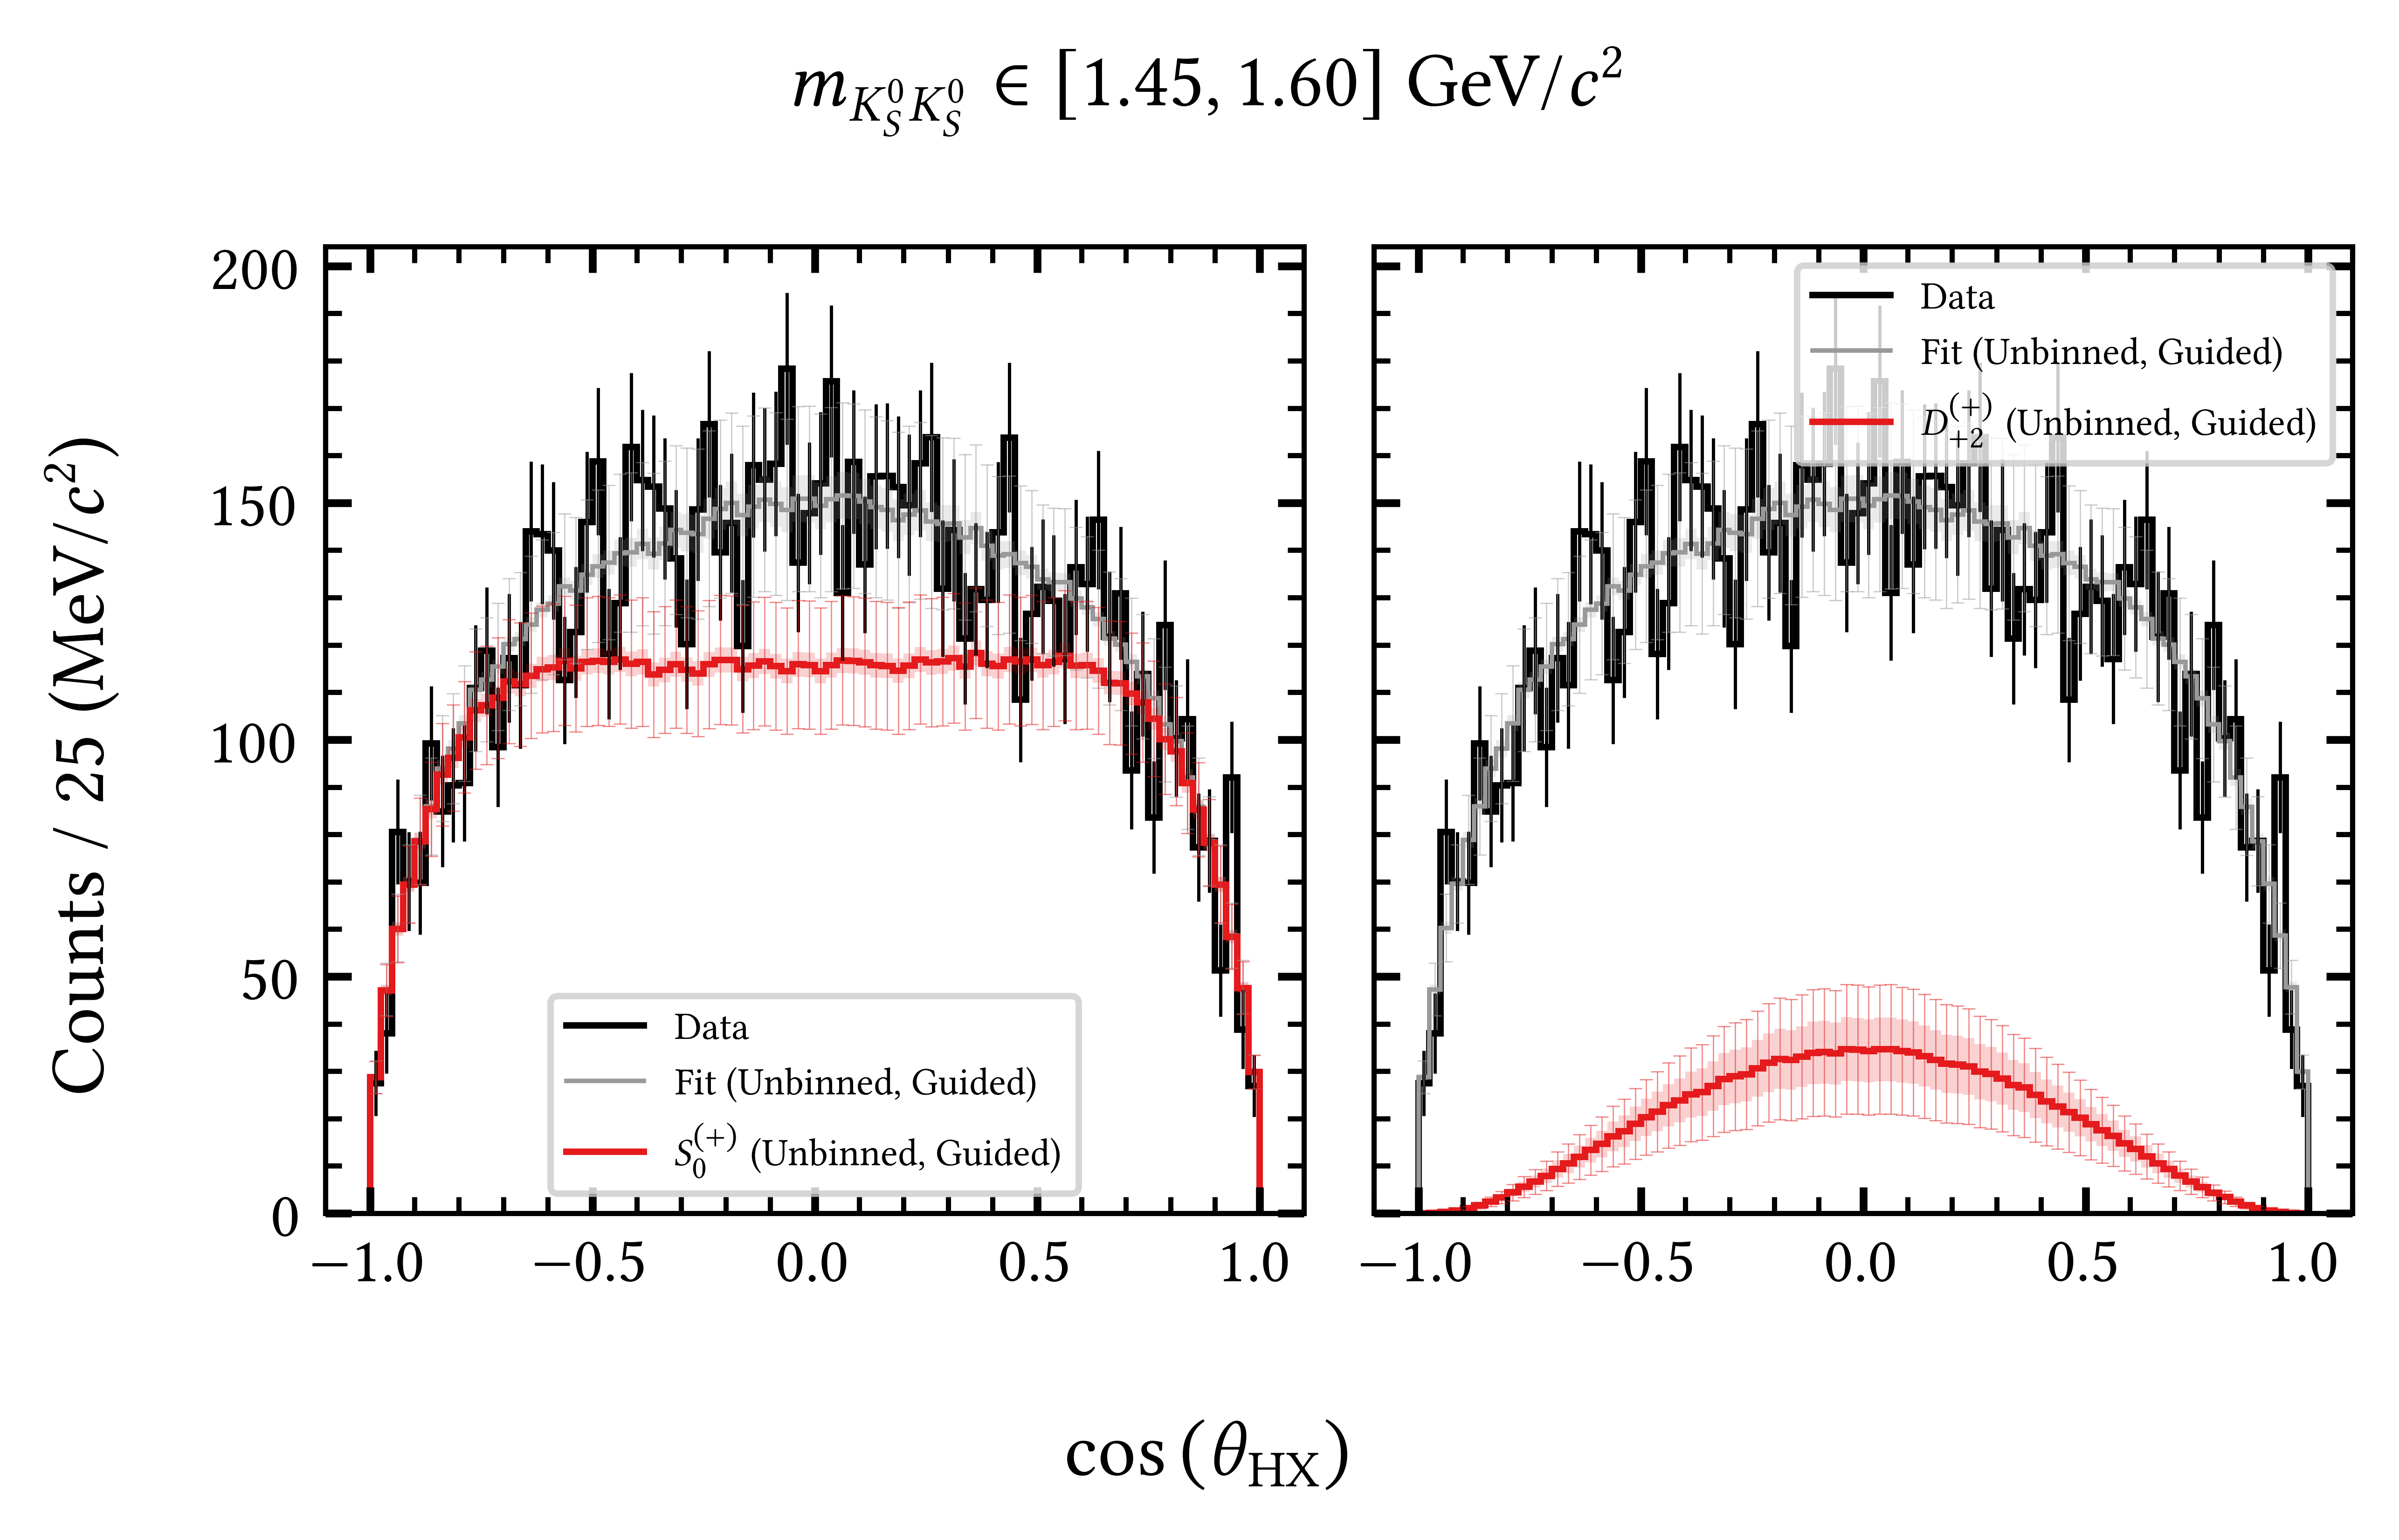 m_{K_S^0 K_S^0} ∈ [1.45, 1.60] GeV/c²
Counts / 25 (MeV/c²)
200
150
100
50
0
Data
Fit (Unbinned, Guided)
S_0^{(+)} (Unbinned, Guided)
Data
Fit (Unbinned, Guided)
D_{+2}^{(+)} (Unbinned, Guided)
−1.0 −0.5 0.0 0.5 1.0
−1.0 −0.5 0.0 0.5 1.0
cos (θ_{HX})